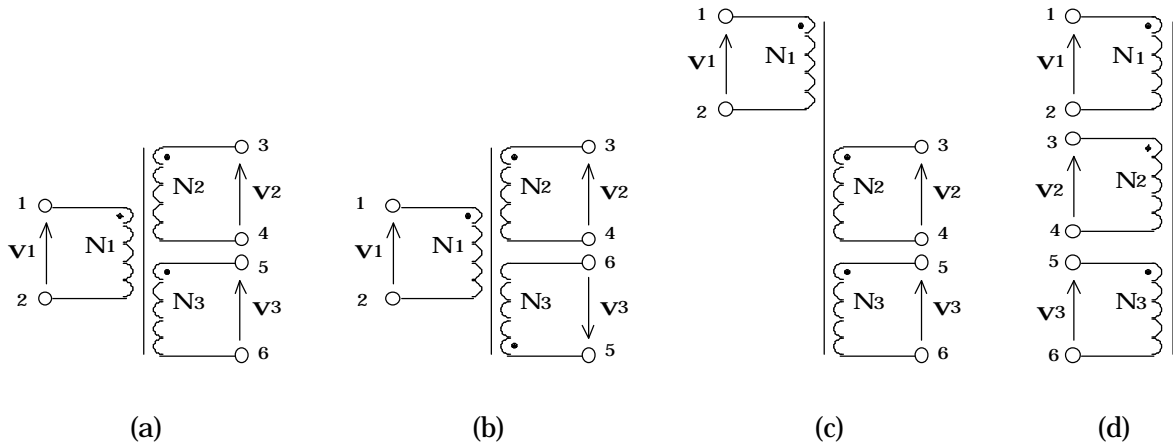 1 V1 2 N1 3 N2 V2 4 5 N3 V3 6
(a)
1 V1 2 N1 3 N2 V2 4 6 N3 V3 5
(b)
1 V1 2 N1 3 N2 V2 4 5 N3 V3 6
(c)
1 V1 N1 2 3 V2 N2 4 5 V3 N3 6
(d)